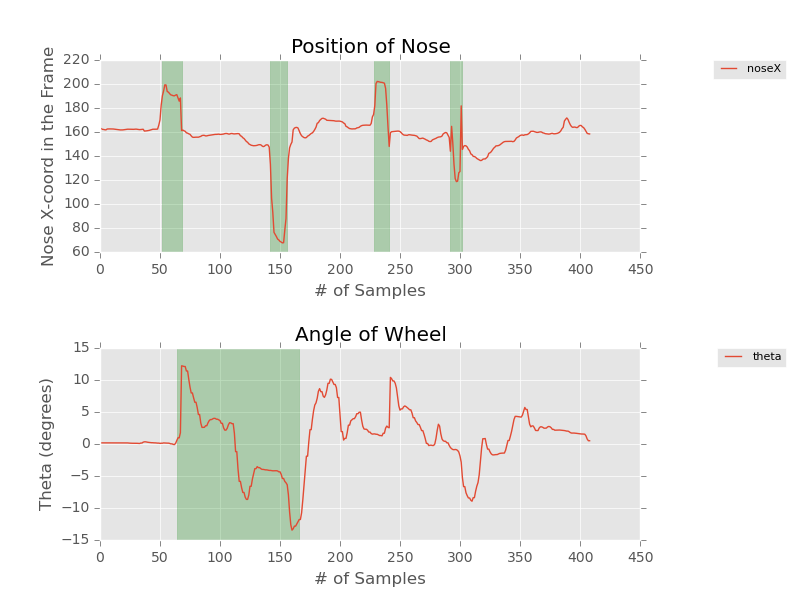 Position of Nose
Nose X-coord in the Frame
220
200
180
160
140
120
100
80
60
0 50 100 150 200 250 300 350 400 450
# of Samples
noseX
Angle of Wheel
Theta (degrees)
15
10
5
0
−5
−10
−15
0 50 100 150 200 250 300 350 400 450
# of Samples
theta